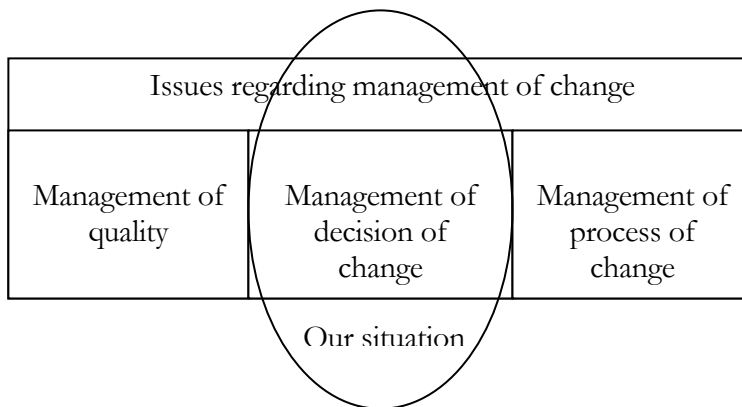 Issues regarding management of change
Management of
quality
Management of
decision of
change
Management of
process of
change
Our situation